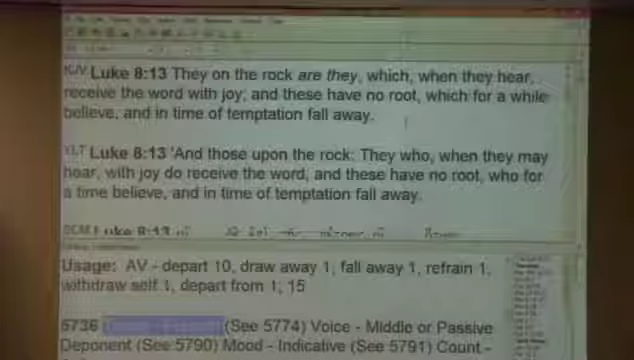 KJV Luke 8:13 They on the rock are they, which, when they hear,
receive the word with joy; and these have no root, which for a while
believe, and in time of temptation fall away.
YLT Luke 8:13 'And those upon the rock: They who, when they may
hear, with joy do receive the word, and these have no root, who for
a time believe, and in time of temptation fall away.
Luke 8:13
Usage: AV - depart 10, draw away 1, fall away 1, refrain 1,
withdraw self 1, depart from 1; 15
5736 (See 5774) Voice - Middle or Passive
Deponent (See 5790) Mood - Indicative (See 5791) Count -